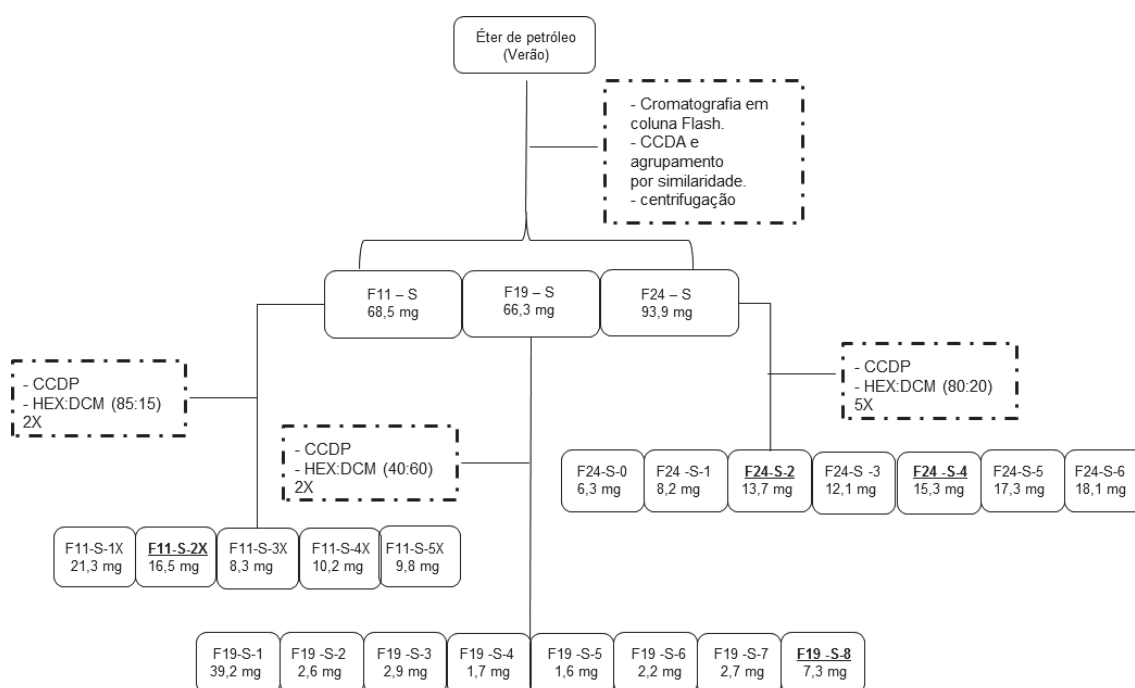 Éter de petróleo
(Verão)
- Cromatografia em
coluna Flash.
- CCDA e
agrupamento
por similaridade.
- centrifugação
F11 – S
68,5 mg
F19 – S
66,3 mg
F24 – S
93,9 mg
- CCDP
- HEX:DCM (85:15)
2X
- CCDP
- HEX:DCM (40:60)
2X
- CCDP
- HEX:DCM (80:20)
5X
F24-S-0
6,3 mg
F24 -S-1
8,2 mg
F24-S-2
13,7 mg
F24-S -3
12,1 mg
F24 -S-4
15,3 mg
F24-S-5
17,3 mg
F24-S-6
18,1 mg
F11-S-1X
21,3 mg
F11-S-2X
16,5 mg
F11-S-3X
8,3 mg
F11-S-4X
10,2 mg
F11-S-5X
9,8 mg
F19-S-1
39,2 mg
F19 -S-2
2,6 mg
F19 -S-3
2,9 mg
F19 -S-4
1,7 mg
F19 -S-5
1,6 mg
F19 -S-6
2,2 mg
F19 -S-7
2,7 mg
F19 -S-8
7,3 mg